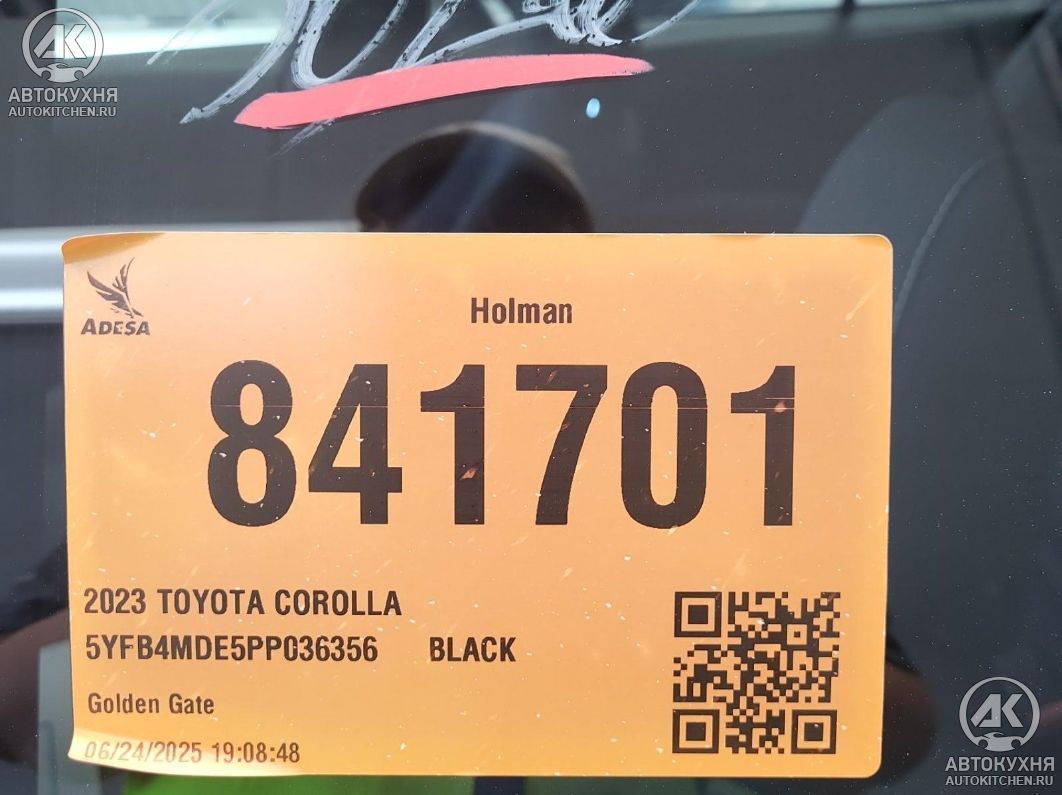 АВТОКУХНЯ
AUTOKITCHEN.RU
ADESA
Holman
841701
2023 TOYOTA COROLLA
5YFB4MDE5PP036356 BLACK
Golden Gate
06/24/2025 19:08:48
АВТОКУХНЯ
AUTOKITCHEN.RU